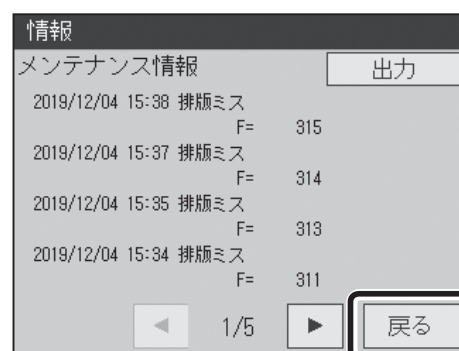 情報
メンテナンス情報 出力
2019/12/04 15:38 排版ミス
F= 315
2019/12/04 15:37 排版ミス
F= 314
2019/12/04 15:35 排版ミス
F= 313
2019/12/04 15:34 排版ミス
F= 311
◀ 1/5 ▶ 戻る